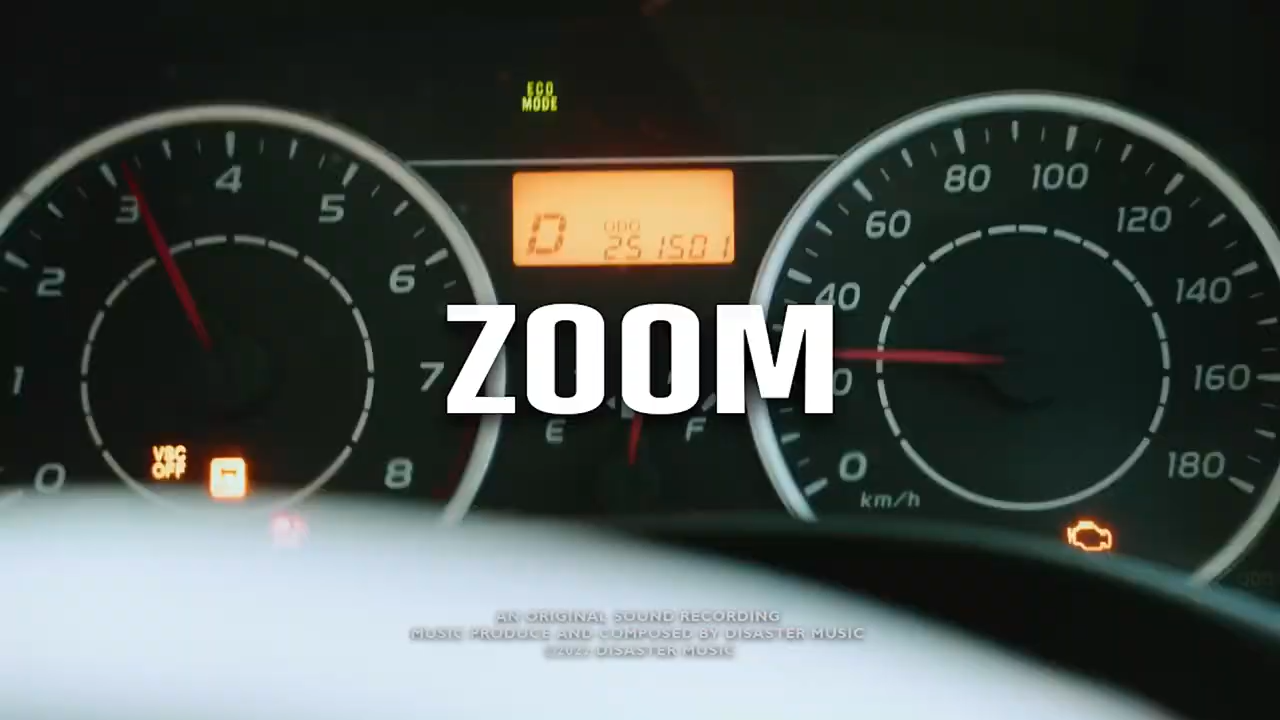 ECO
MODE
4
3
5
2
6
1
7
0
8
VSC
OFF
D
ODO
251501
ZOOM
E
F
80
100
60
120
40
140
160
0
180
km/h
AN ORIGINAL SOUND RECORDING
MUSIC PRODUCE AND COMPOSED BY DISASTER MUSIC
©2022 DISASTER MUSIC